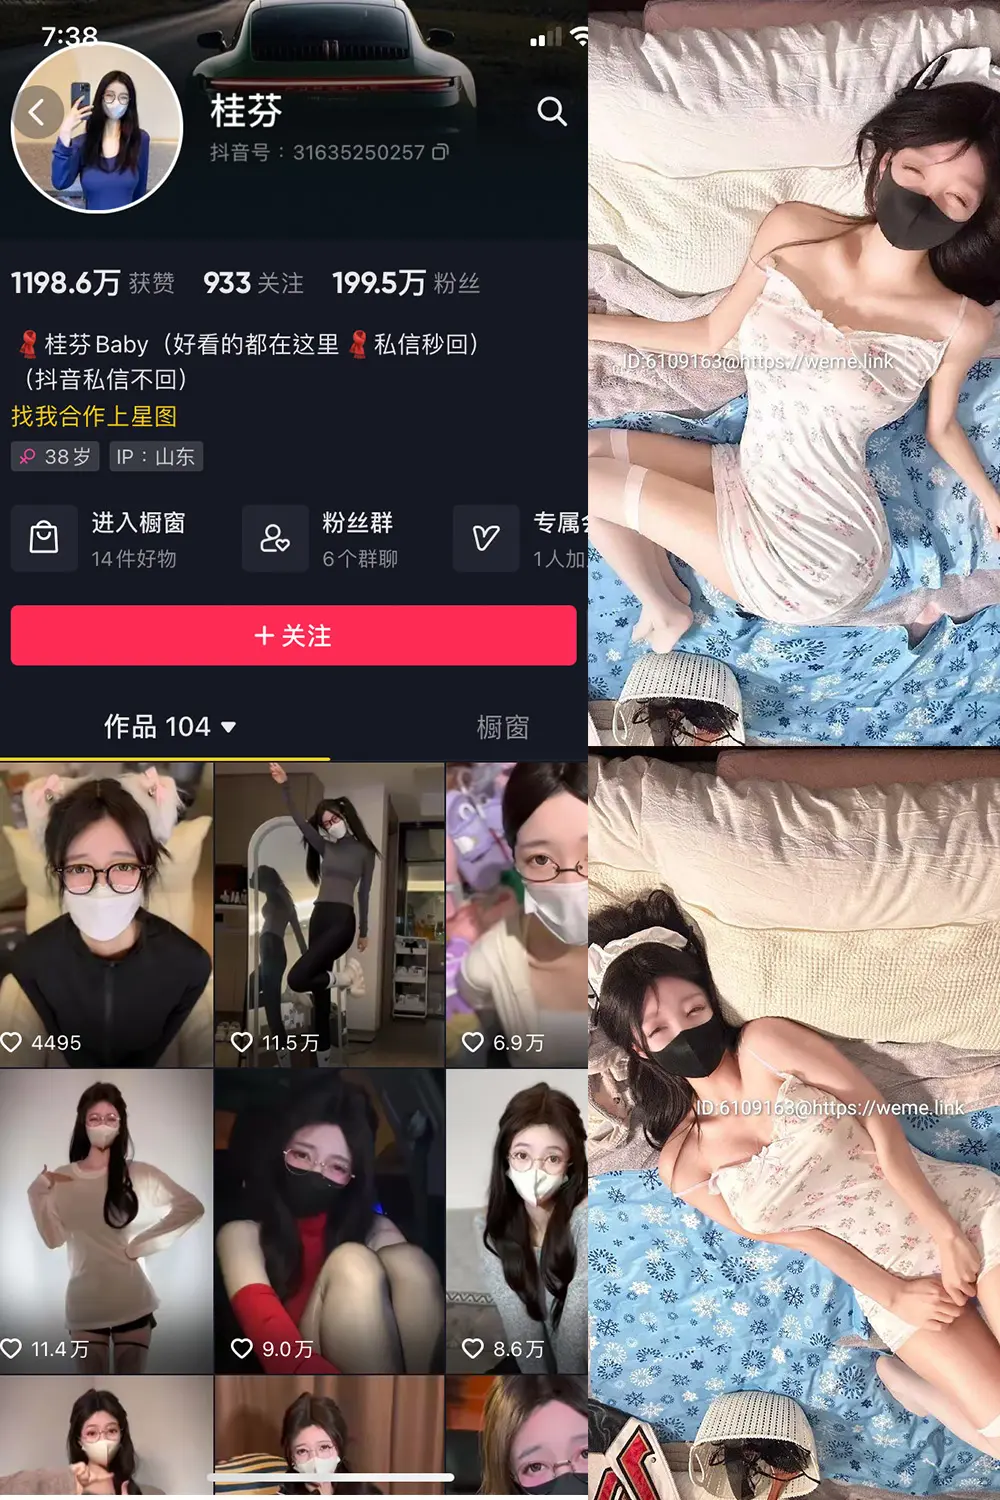 7:38
桂芬
抖音号：31635250257
1198.6万 获赞 933 关注 199.5万 粉丝
桂芬Baby（好看的都在这里 私信秒回）
（抖音私信不回）
找我合作上星图
38岁 IP：山东
进入橱窗
14件好物
粉丝群
6个群聊
专属
1人加
+ 关注
作品 104
橱窗
4495
11.5万
6.9万
11.4万
9.0万
8.6万
ID:6109163@https://weme.link
ID:6109163@https://weme.link